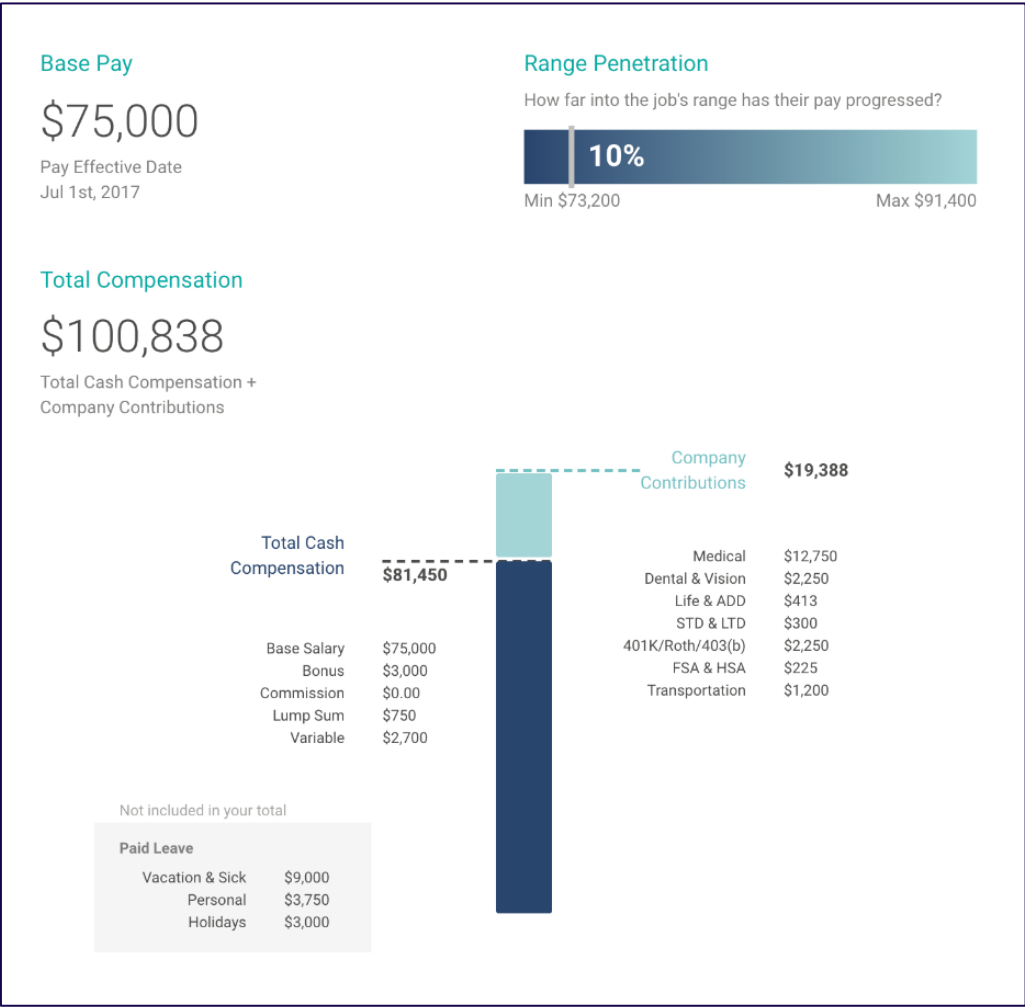 Base Pay
$75,000
Pay Effective Date
Jul 1st, 2017
Range Penetration
How far into the job's range has their pay progressed?
10%
Min $73,200 Max $91,400
Total Compensation
$100,838
Total Cash Compensation +
Company Contributions
Company
Contributions $19,388
Total Cash
Compensation $81,450
Medical $12,750
Dental & Vision $2,250
Life & ADD $413
STD & LTD $300
401K/Roth/403(b) $2,250
FSA & HSA $225
Transportation $1,200
Base Salary $75,000
Bonus $3,000
Commission $0.00
Lump Sum $750
Variable $2,700
Not included in your total
Paid Leave
Vacation & Sick $9,000
Personal $3,750
Holidays $3,000